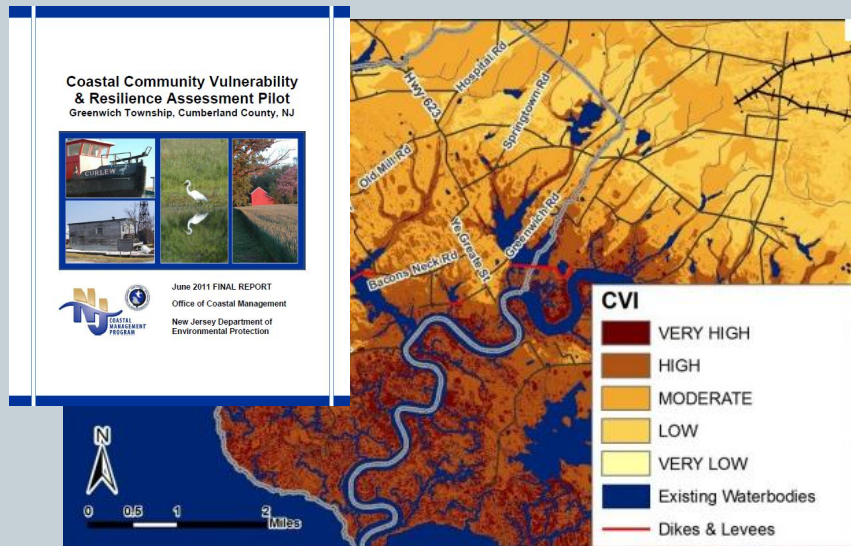 Coastal Community Vulnerability
& Resilience Assessment Pilot
Greenwich Township, Cumberland County, NJ
CURLEW
June 2011 FINAL REPORT
Office of Coastal Management
New Jersey Department of
Environmental Protection
NJ
COASTAL
MANAGEMENT
PROGRAM
Hwy 623
Hospital Rd
Springtown Rd
Old Mill Rd
Ye Greate St
Greenwich Rd
Bacons Neck Rd
N
0 0.5 1 2
Miles
CVI
VERY HIGH
HIGH
MODERATE
LOW
VERY LOW
Existing Waterbodies
Dikes & Levees